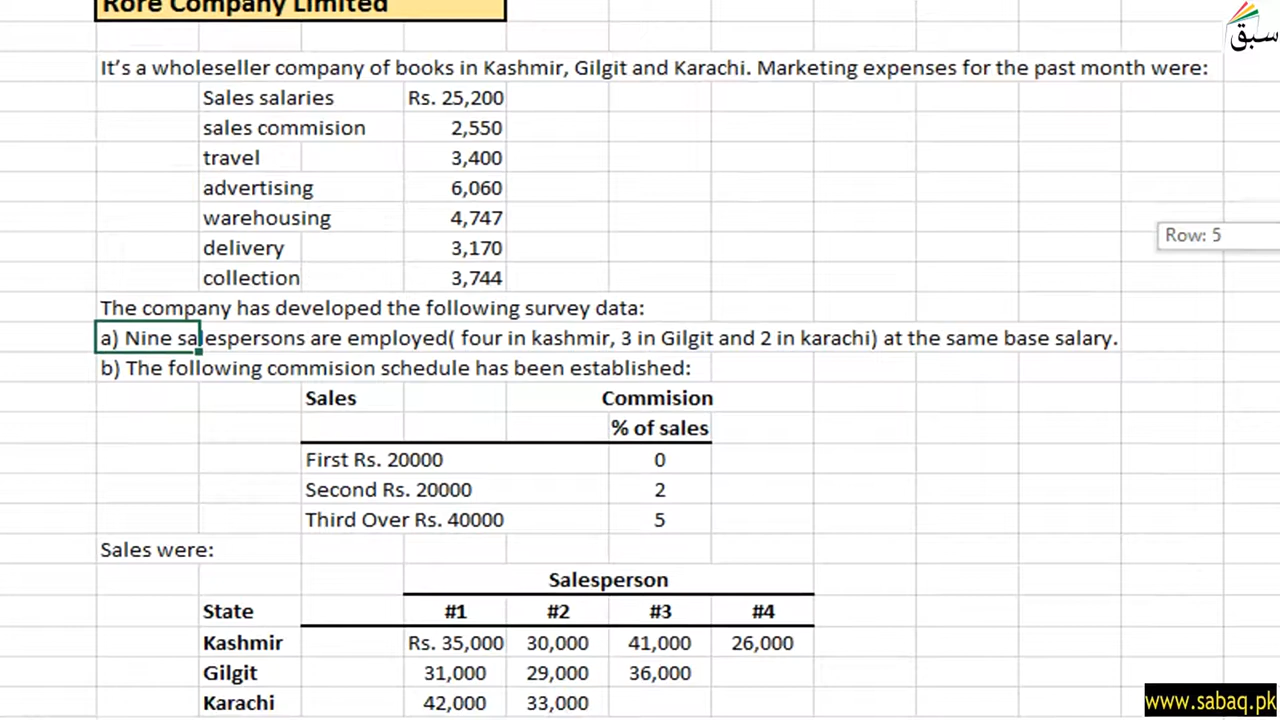 Rore Company Limited
سبق
It's a wholeseller company of books in Kashmir, Gilgit and Karachi. Marketing expenses for the past month were:
Sales salaries Rs. 25,200
sales commision 2,550
travel 3,400
advertising 6,060
warehousing 4,747
Row: 5
delivery 3,170
collection 3,744
The company has developed the following survey data:
a) Nine salespersons are employed( four in kashmir, 3 in Gilgit and 2 in karachi) at the same base salary.
b) The following commision schedule has been established:
Sales Commision
% of sales
First Rs. 20000 0
Second Rs. 20000 2
Third Over Rs. 40000 5
Sales were:
Salesperson
State #1 #2 #3 #4
Kashmir Rs. 35,000 30,000 41,000 26,000
Gilgit 31,000 29,000 36,000
Karachi 42,000 33,000
www.sabaq.pk